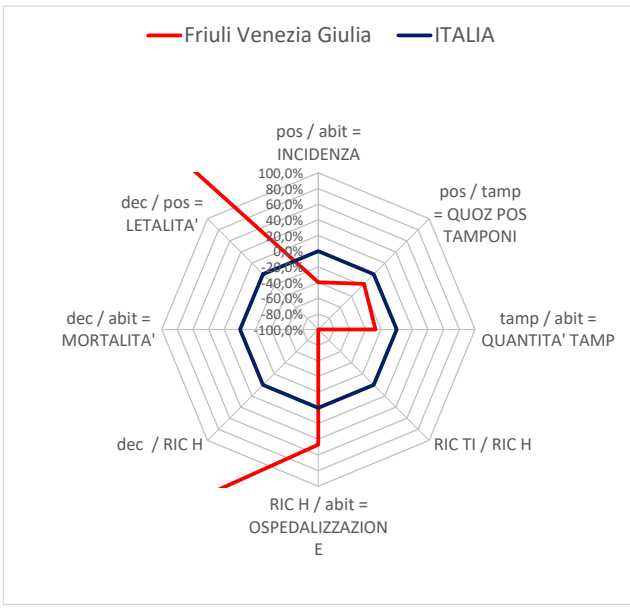 Friuli Venezia Giulia
ITALIA
pos / abit =
INCIDENZA
100,0%
80,0%
60,0%
40,0%
20,0%
0,0%
-20,0%
-40,0%
-60,0%
-80,0%
-100,0%
pos / tamp
= QUOZ POS
TAMPONI
tamp / abit =
QUANTITA' TAMP
RIC TI / RIC H
RIC H / abit =
OSPEDALIZZAZION
E
dec / RIC H
dec / abit =
MORTALITA'
dec / pos =
LETALITA'